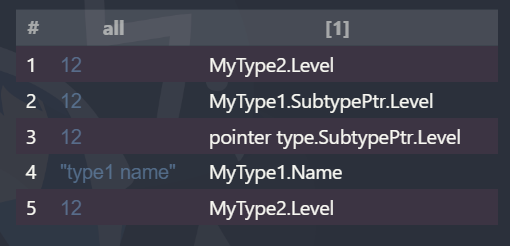 # all [1]
1 12 MyType2.Level
2 12 MyType1.SubtypePtr.Level
3 12 pointer type.SubtypePtr.Level
4 "type1 name" MyType1.Name
5 12 MyType2.Level